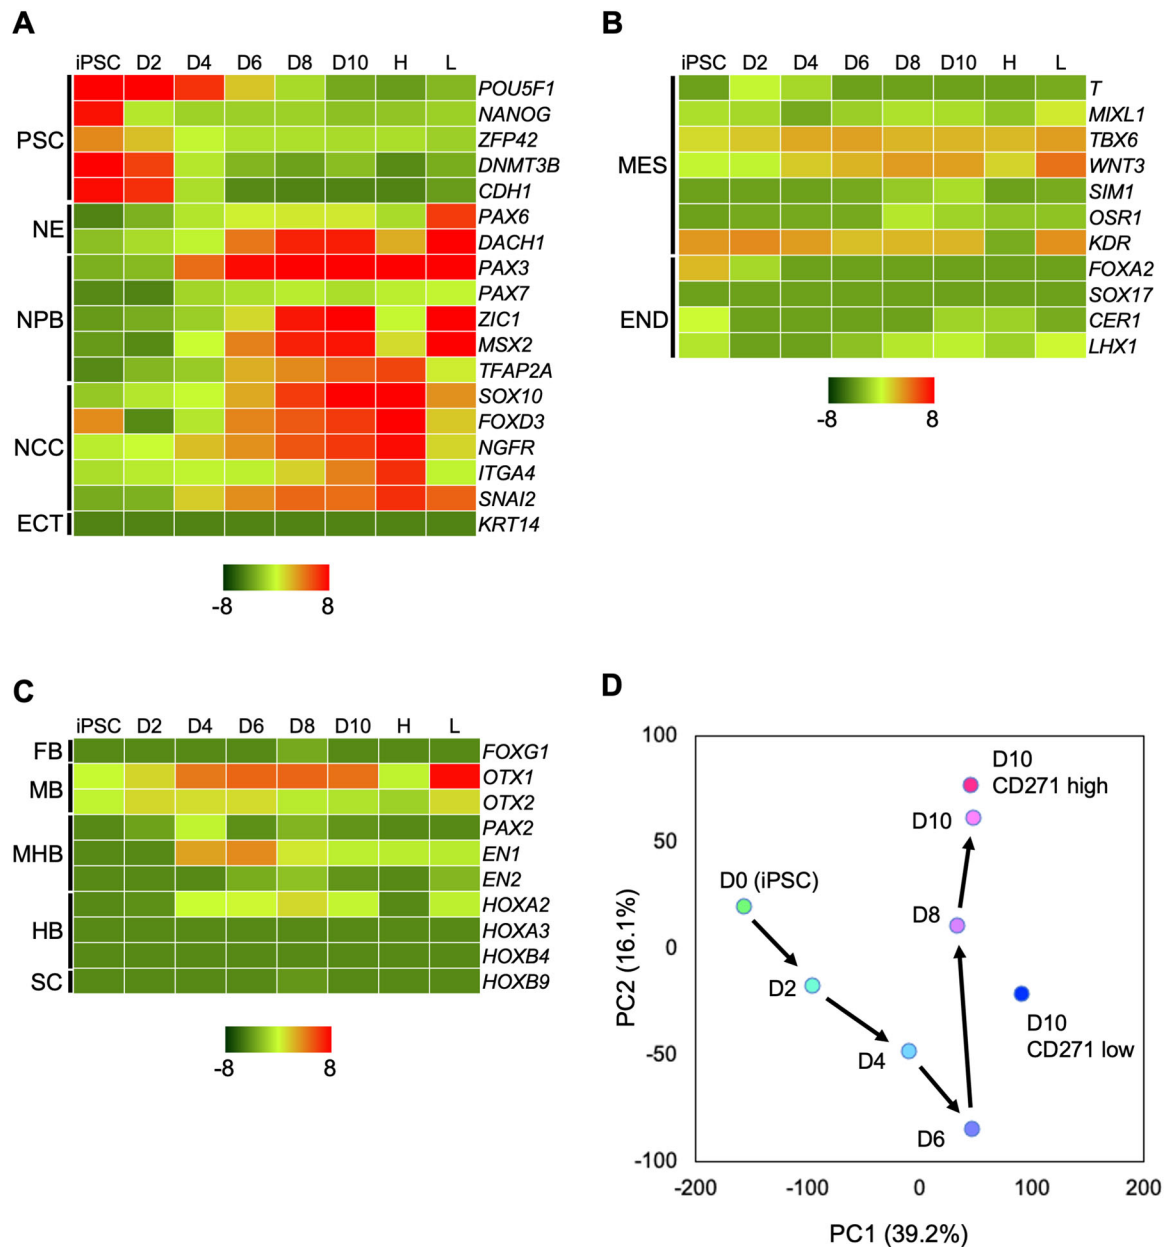 A
iPSC D2 D4 D6 D8 D10 H L
PSC
POU5F1
NANOG
ZFP42
DNMT3B
CDH1
NE
PAX6
DACH1
NPB
PAX3
PAX7
ZIC1
MSX2
TFAP2A
NCC
SOX10
FOXD3
NGFR
ITGA4
SNAI2
ECT
KRT14
-8 8
B
iPSC D2 D4 D6 D8 D10 H L
MES
T
MIXL1
TBX6
WNT3
SIM1
OSR1
KDR
END
FOXA2
SOX17
CER1
LHX1
-8 8
C
iPSC D2 D4 D6 D8 D10 H L
FB
FOXG1
MB
OTX1
OTX2
MHB
PAX2
EN1
EN2
HB
HOXA2
HOXA3
HOXB4
SC
HOXB9
-8 8
D
100
50
0
-50
-100
PC2 (16.1%)
D10
CD271 high
D10
D0 (iPSC)
D8
D2
D10
CD271 low
D4
D6
-200 -100 0 100 200
PC1 (39.2%)